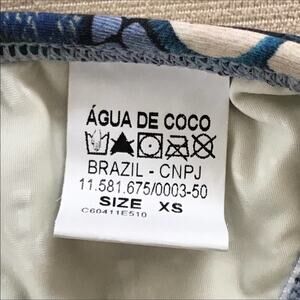 ÁGUA DE COCO
BRAZIL - CNPJ
11.581.675/0003-50
SIZE XS
C60411E510